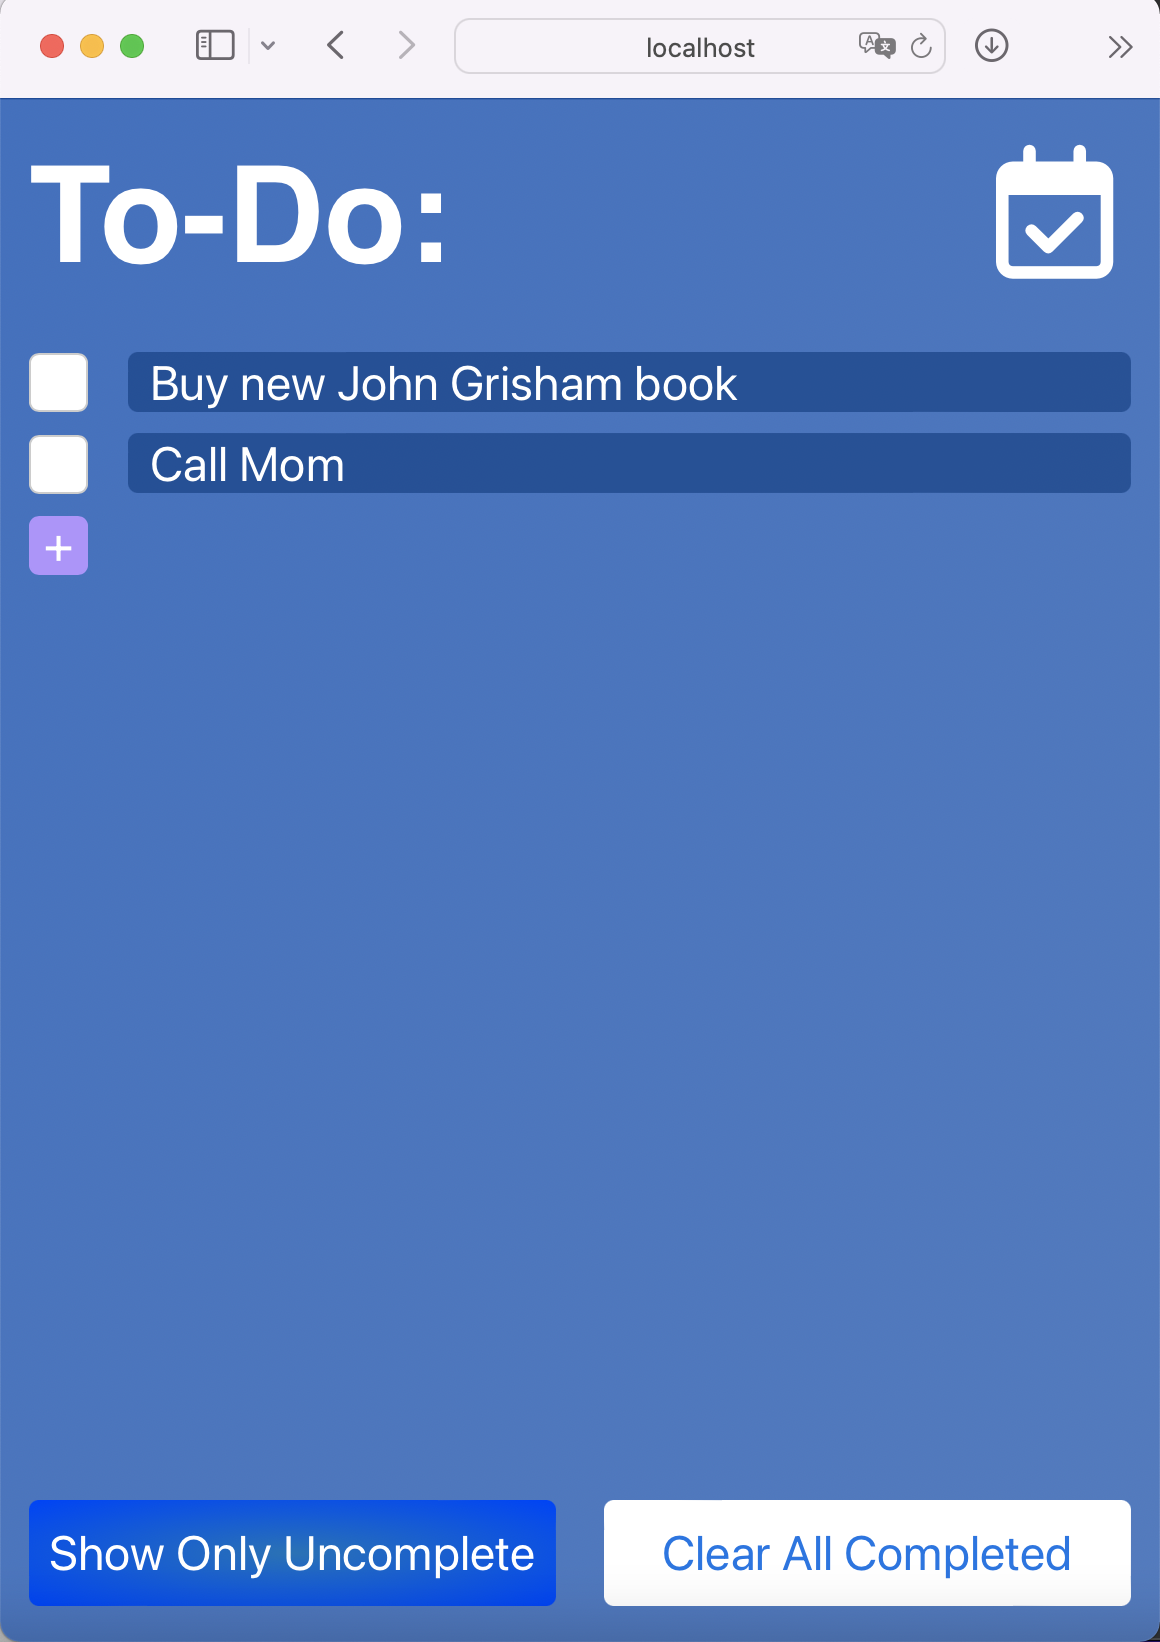 localhost
To-Do:
Buy new John Grisham book
Call Mom
+
Show Only Uncomplete
Clear All Completed